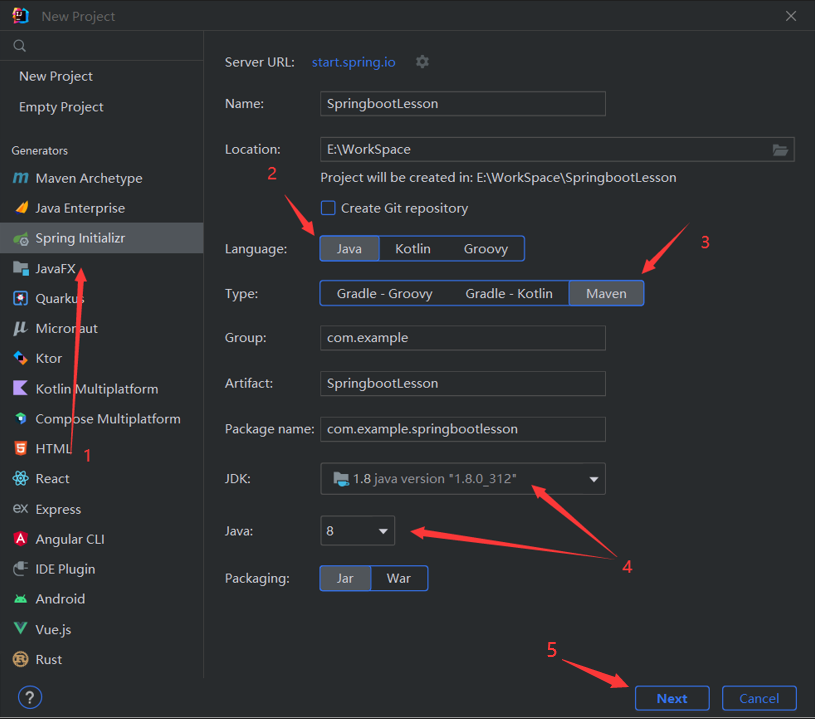 New Project
New Project
Empty Project
Generators
Maven Archetype
Java Enterprise
Spring Initializr
JavaFX
Quarkus
Micronaut
Ktor
Kotlin Multiplatform
Compose Multiplatform
HTML
React
ex Express
Angular CLI
IDE Plugin
Android
Vue.js
Rust
?
1
Server URL: start.spring.io
Name: SpringbootLesson
Location: E:\WorkSpace
Project will be created in: E:\WorkSpace\SpringbootLesson
2
Create Git repository
Language: Java Kotlin Groovy
3
Type: Gradle - Groovy Gradle - Kotlin Maven
Group: com.example
Artifact: SpringbootLesson
Package name: com.example.springbootlesson
JDK: 1.8 java version "1.8.0_312"
Java: 8
4
Packaging: Jar War
5
Next Cancel